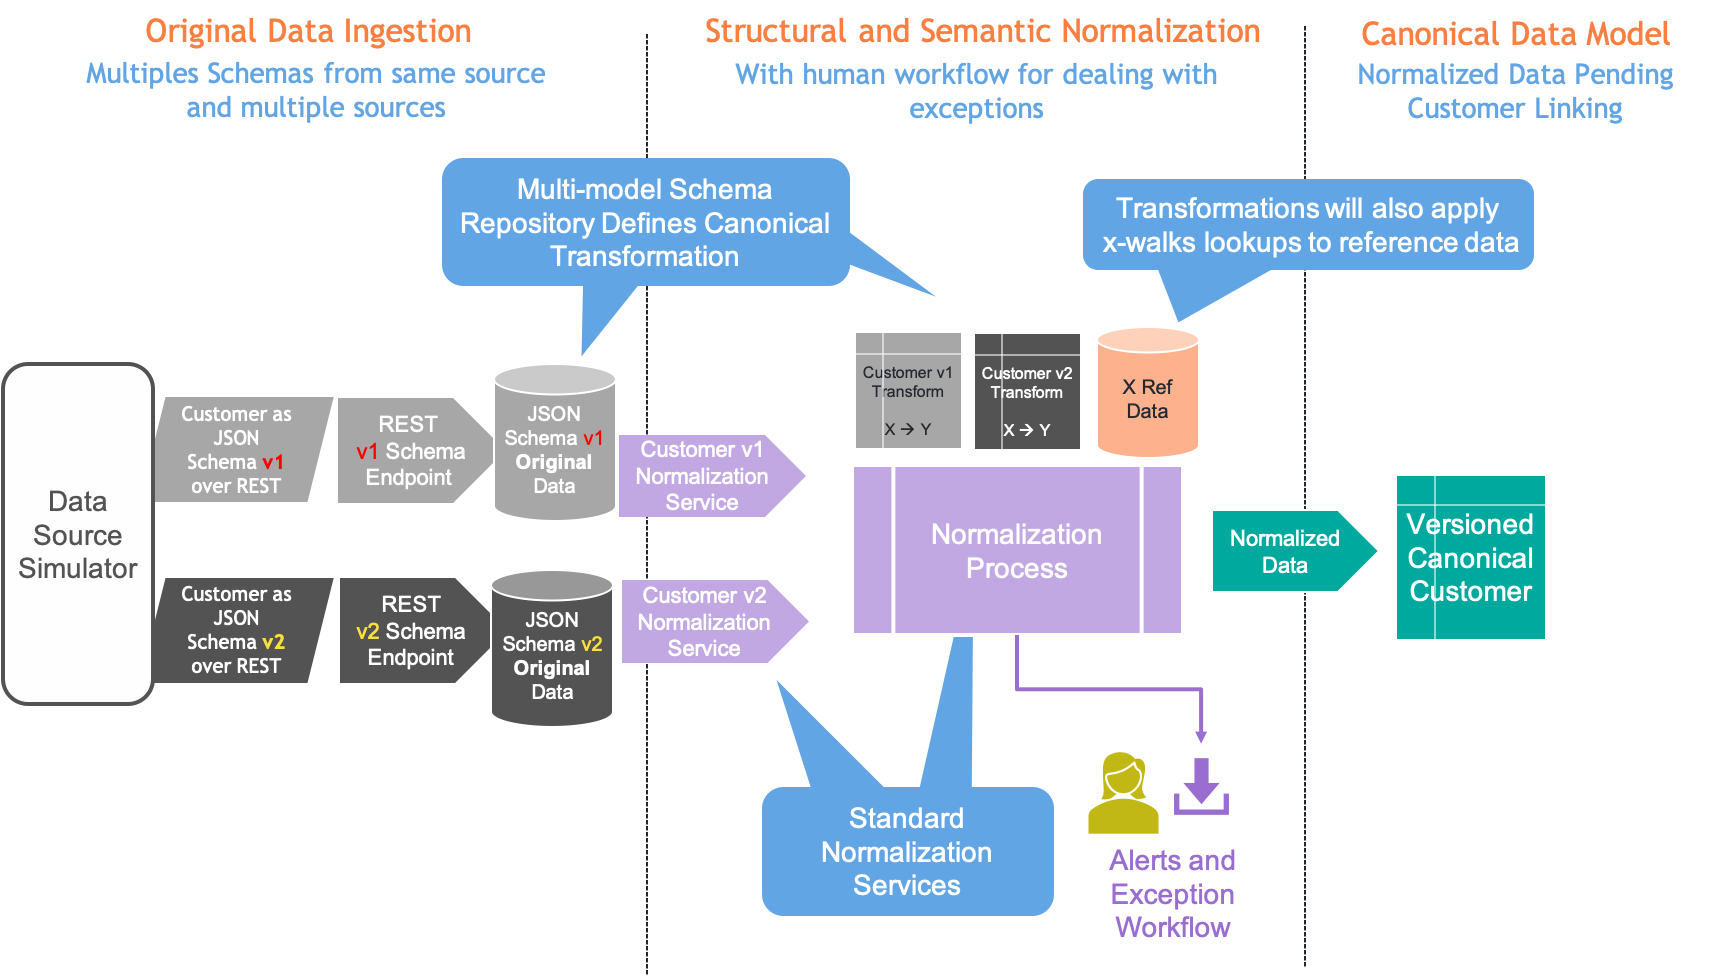 Original Data Ingestion
Multiples Schemas from same source
and multiple sources
Structural and Semantic Normalization
With human workflow for dealing with
exceptions
Canonical Data Model
Normalized Data Pending
Customer Linking
Multi-model Schema
Repository Defines Canonical
Transformation
Transformations will also apply
x-walks lookups to reference data
Data
Source
Simulator
Customer as
JSON
Schema v1
over REST
REST
v1 Schema
Endpoint
JSON
Schema v1
Original
Data
Customer v1
Normalization
Service
Customer as
JSON
Schema v2
over REST
REST
v2 Schema
Endpoint
JSON
Schema v2
Original
Data
Customer v2
Normalization
Service
Customer v1
Transform
X → Y
Customer v2
Transform
X → Y
X Ref
Data
Normalization
Process
Normalized
Data
Versioned
Canonical
Customer
Standard
Normalization
Services
Alerts and
Exception
Workflow